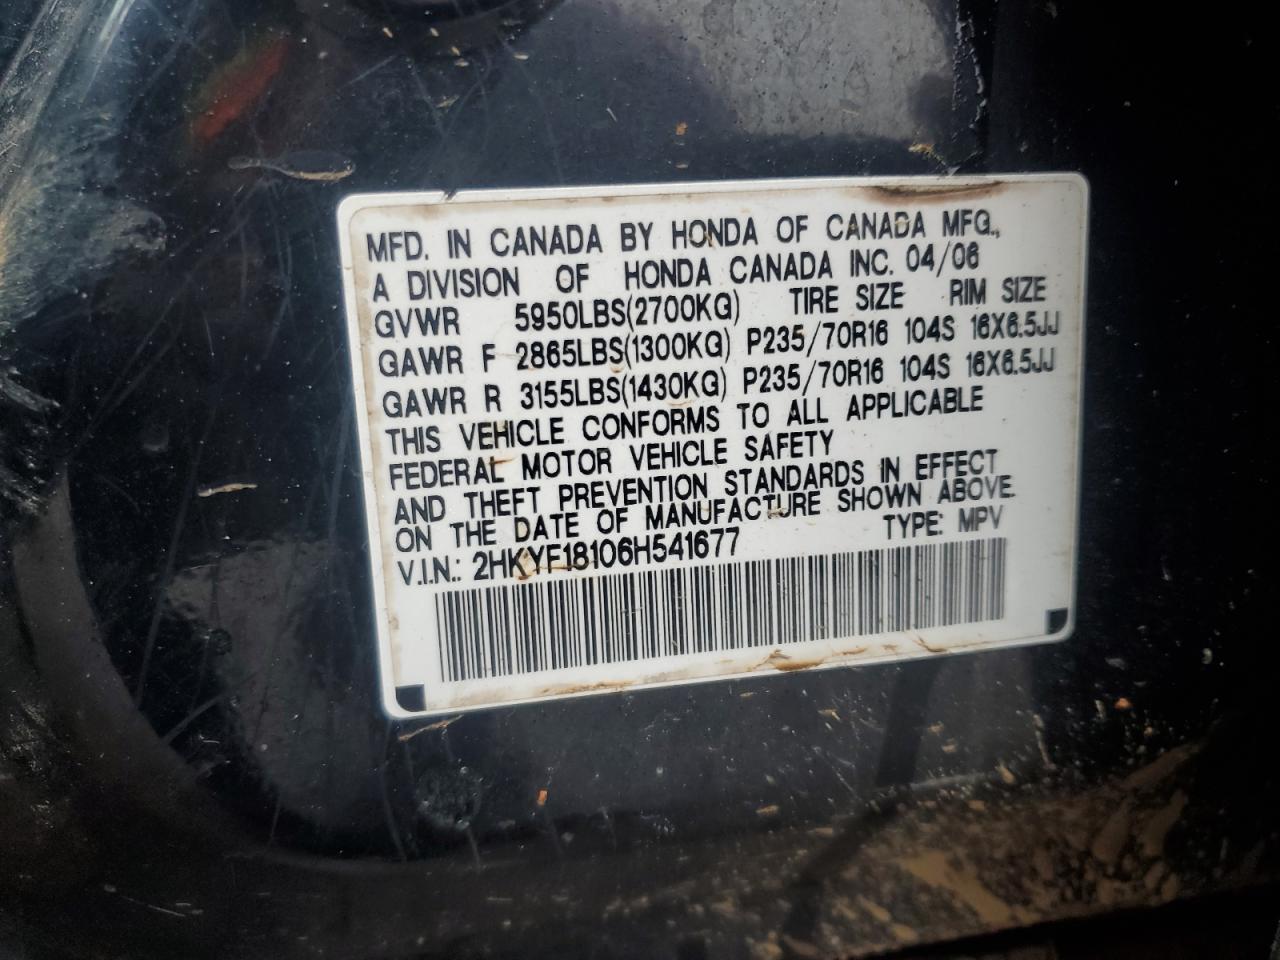 MFD. IN CANADA BY HONDA OF CANADA MFG.,
A DIVISION OF HONDA CANADA INC. 04/06
GVWR 5950LBS(2700KG) TIRE SIZE RIM SIZE
GAWR F 2865LBS(1300KG) P235/70R16 104S 16X6.5JJ
GAWR R 3155LBS(1430KG) P235/70R16 104S 16X6.5JJ
THIS VEHICLE CONFORMS TO ALL APPLICABLE
FEDERAL MOTOR VEHICLE SAFETY
AND THEFT PREVENTION STANDARDS IN EFFECT
ON THE DATE OF MANUFACTURE SHOWN ABOVE.
V.I.N.: 2HKYF18106H541677 TYPE: MPV